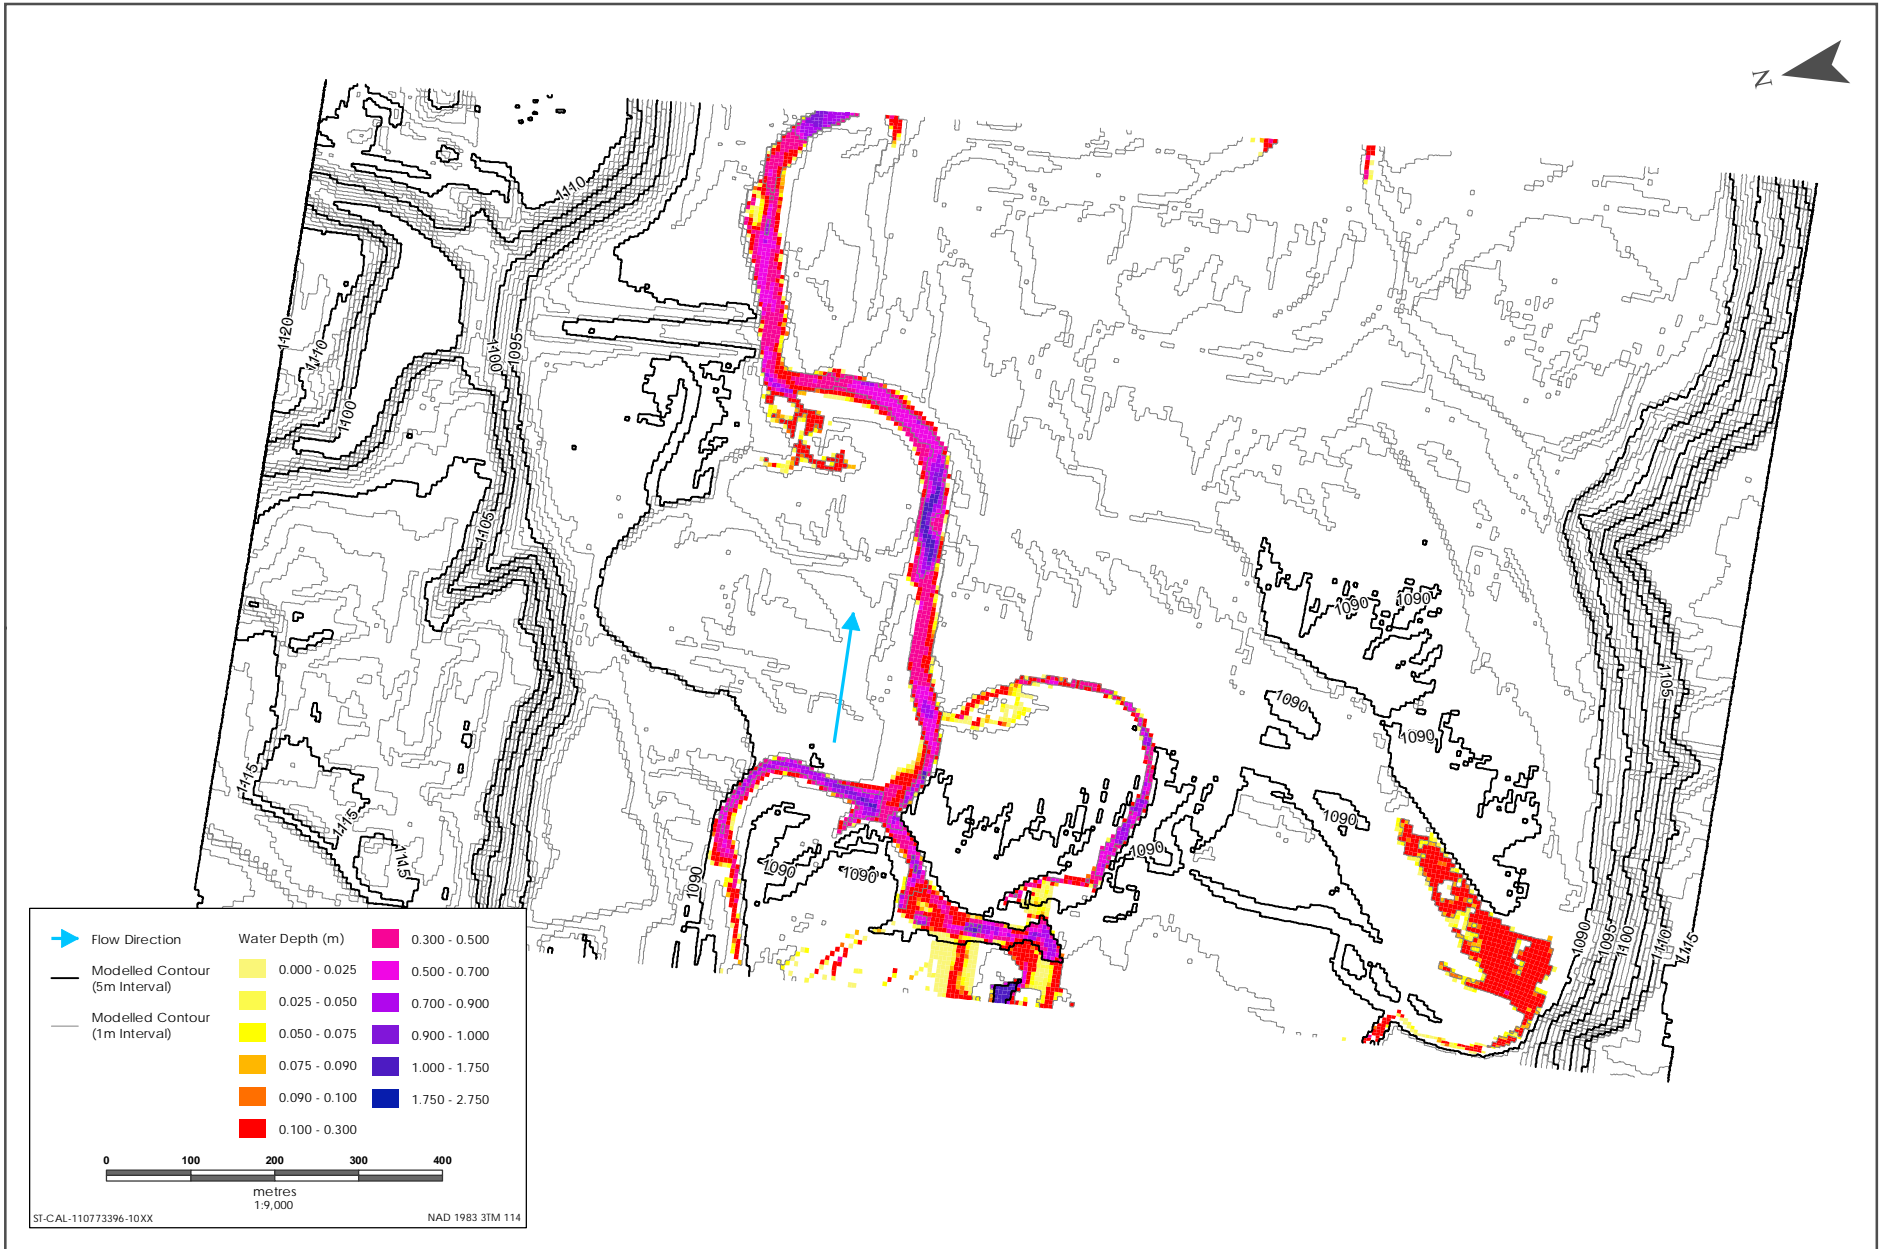 N
1110
1120
1110
1100
1095
1100
1105
1090
1090
1090
1090
1105
1090
1115
1115
1115
1090
1090
1090
1090
1090
1090
1095
1100
1110
1115
Flow Direction
Modelled Contour
(5m Interval)
Modelled Contour
(1m Interval)
Water Depth (m)
0.000 - 0.025
0.025 - 0.050
0.050 - 0.075
0.075 - 0.090
0.090 - 0.100
0.100 - 0.300
0.300 - 0.500
0.500 - 0.700
0.700 - 0.900
0.900 - 1.000
1.000 - 1.750
1.750 - 2.750
0 100 200 300 400
metres
1:9,000
ST-CAL-110773396-10XX
NAD 1983 3TM 114